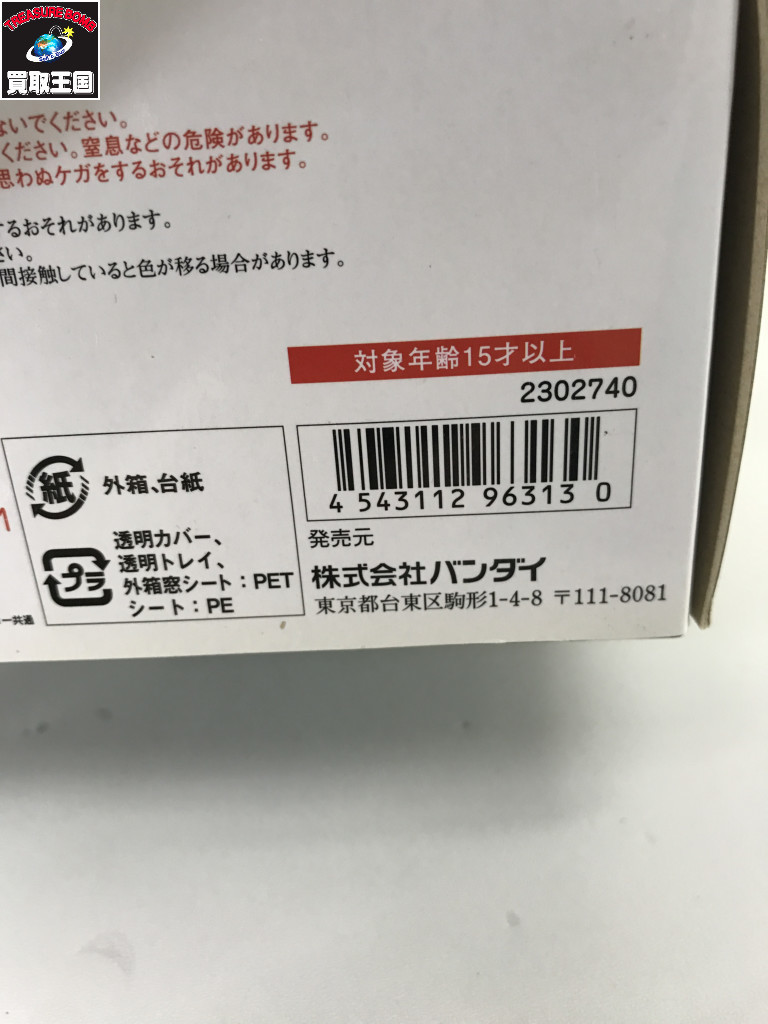 TREASURE BOMB
買取王国
ないでください。
ください。窒息などの危険があります。
思わぬケガをするおそれがあります。
するおそれがあります。
さい。
間接触していると色が移る場合があります。
対象年齢15才以上
2302740
4 543112 963130
紙
外箱、台紙
プラ
透明カバー、
透明トレイ、
外箱窓シート：PET
シート：PE
ー共通
発売元
株式会社バンダイ
東京都台東区駒形1-4-8 〒111-8081